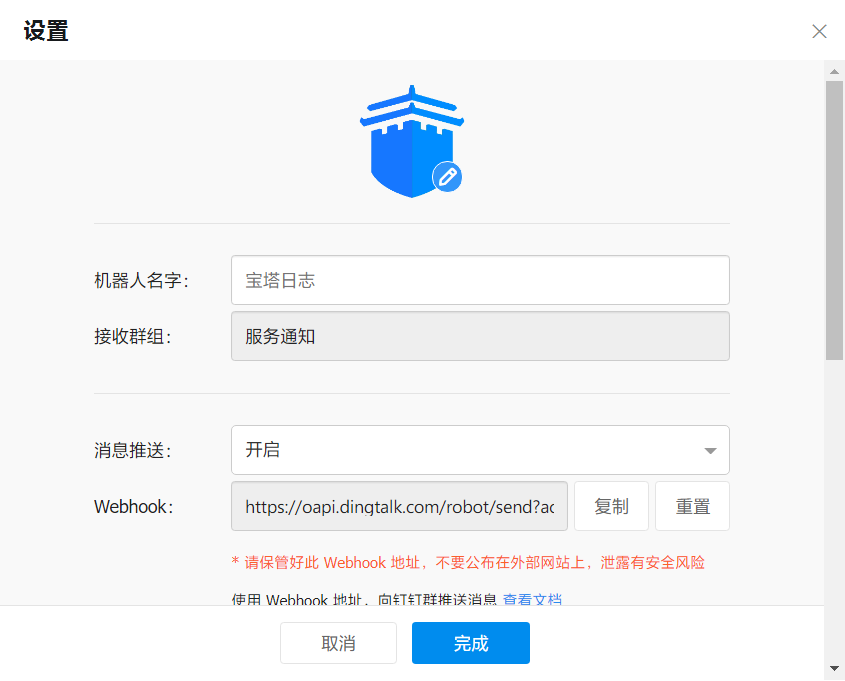 设置
机器人名字：
宝塔日志
接收群组：
服务通知
消息推送：
开启
Webhook：
https://oapi.dingtalk.com/robot/send?ac
复制
重置
* 请保管好此 Webhook 地址，不要公布在外部网站上，泄露有安全风险
使用 Webhook 地址，向钉钉群推送消息 查看文档
取消
完成